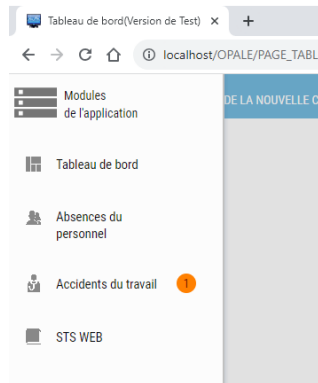 Tableau de bord(Version de Test)
localhost/OPALE/PAGE_TABL
Modules
de l'application
DE LA NOUVELLE C
Tableau de bord
Absences du
personnel
Accidents du travail 1
STS WEB